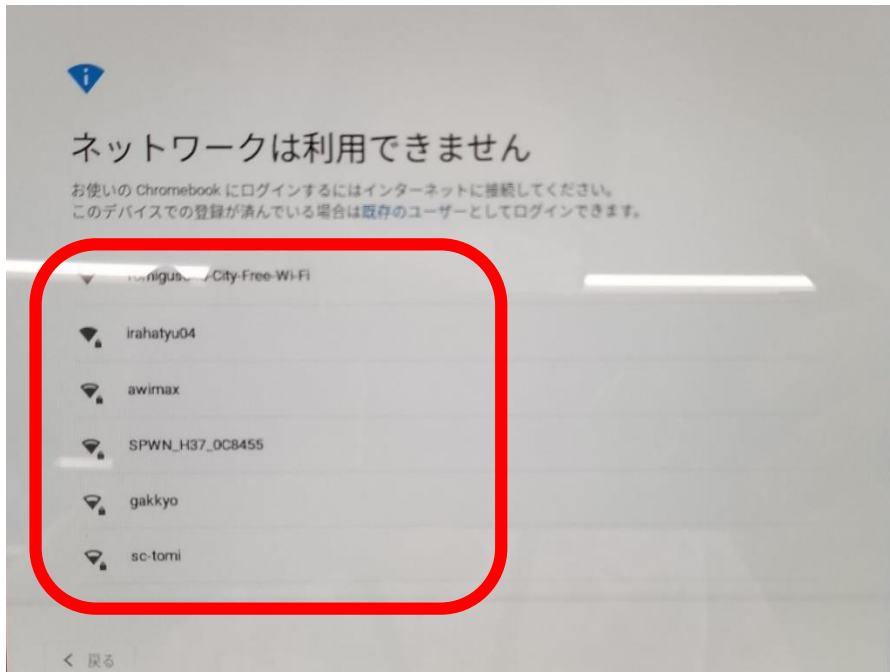 ネットワークは利用できません
お使いの Chromebook にログインするにはインターネットに接続してください。
このデバイスでの登録が済んでいる場合は既存のユーザーとしてログインできます。
-City-Free-Wi-Fi
irahatyu04
awimax
SPWN_H37_0C8455
gakkyo
sc-tomi
< 戻る